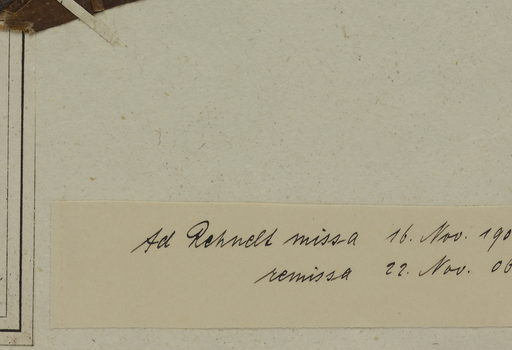 Ad Rehnelt missa 16. Nov. 190
remissa 22. Nov. 06